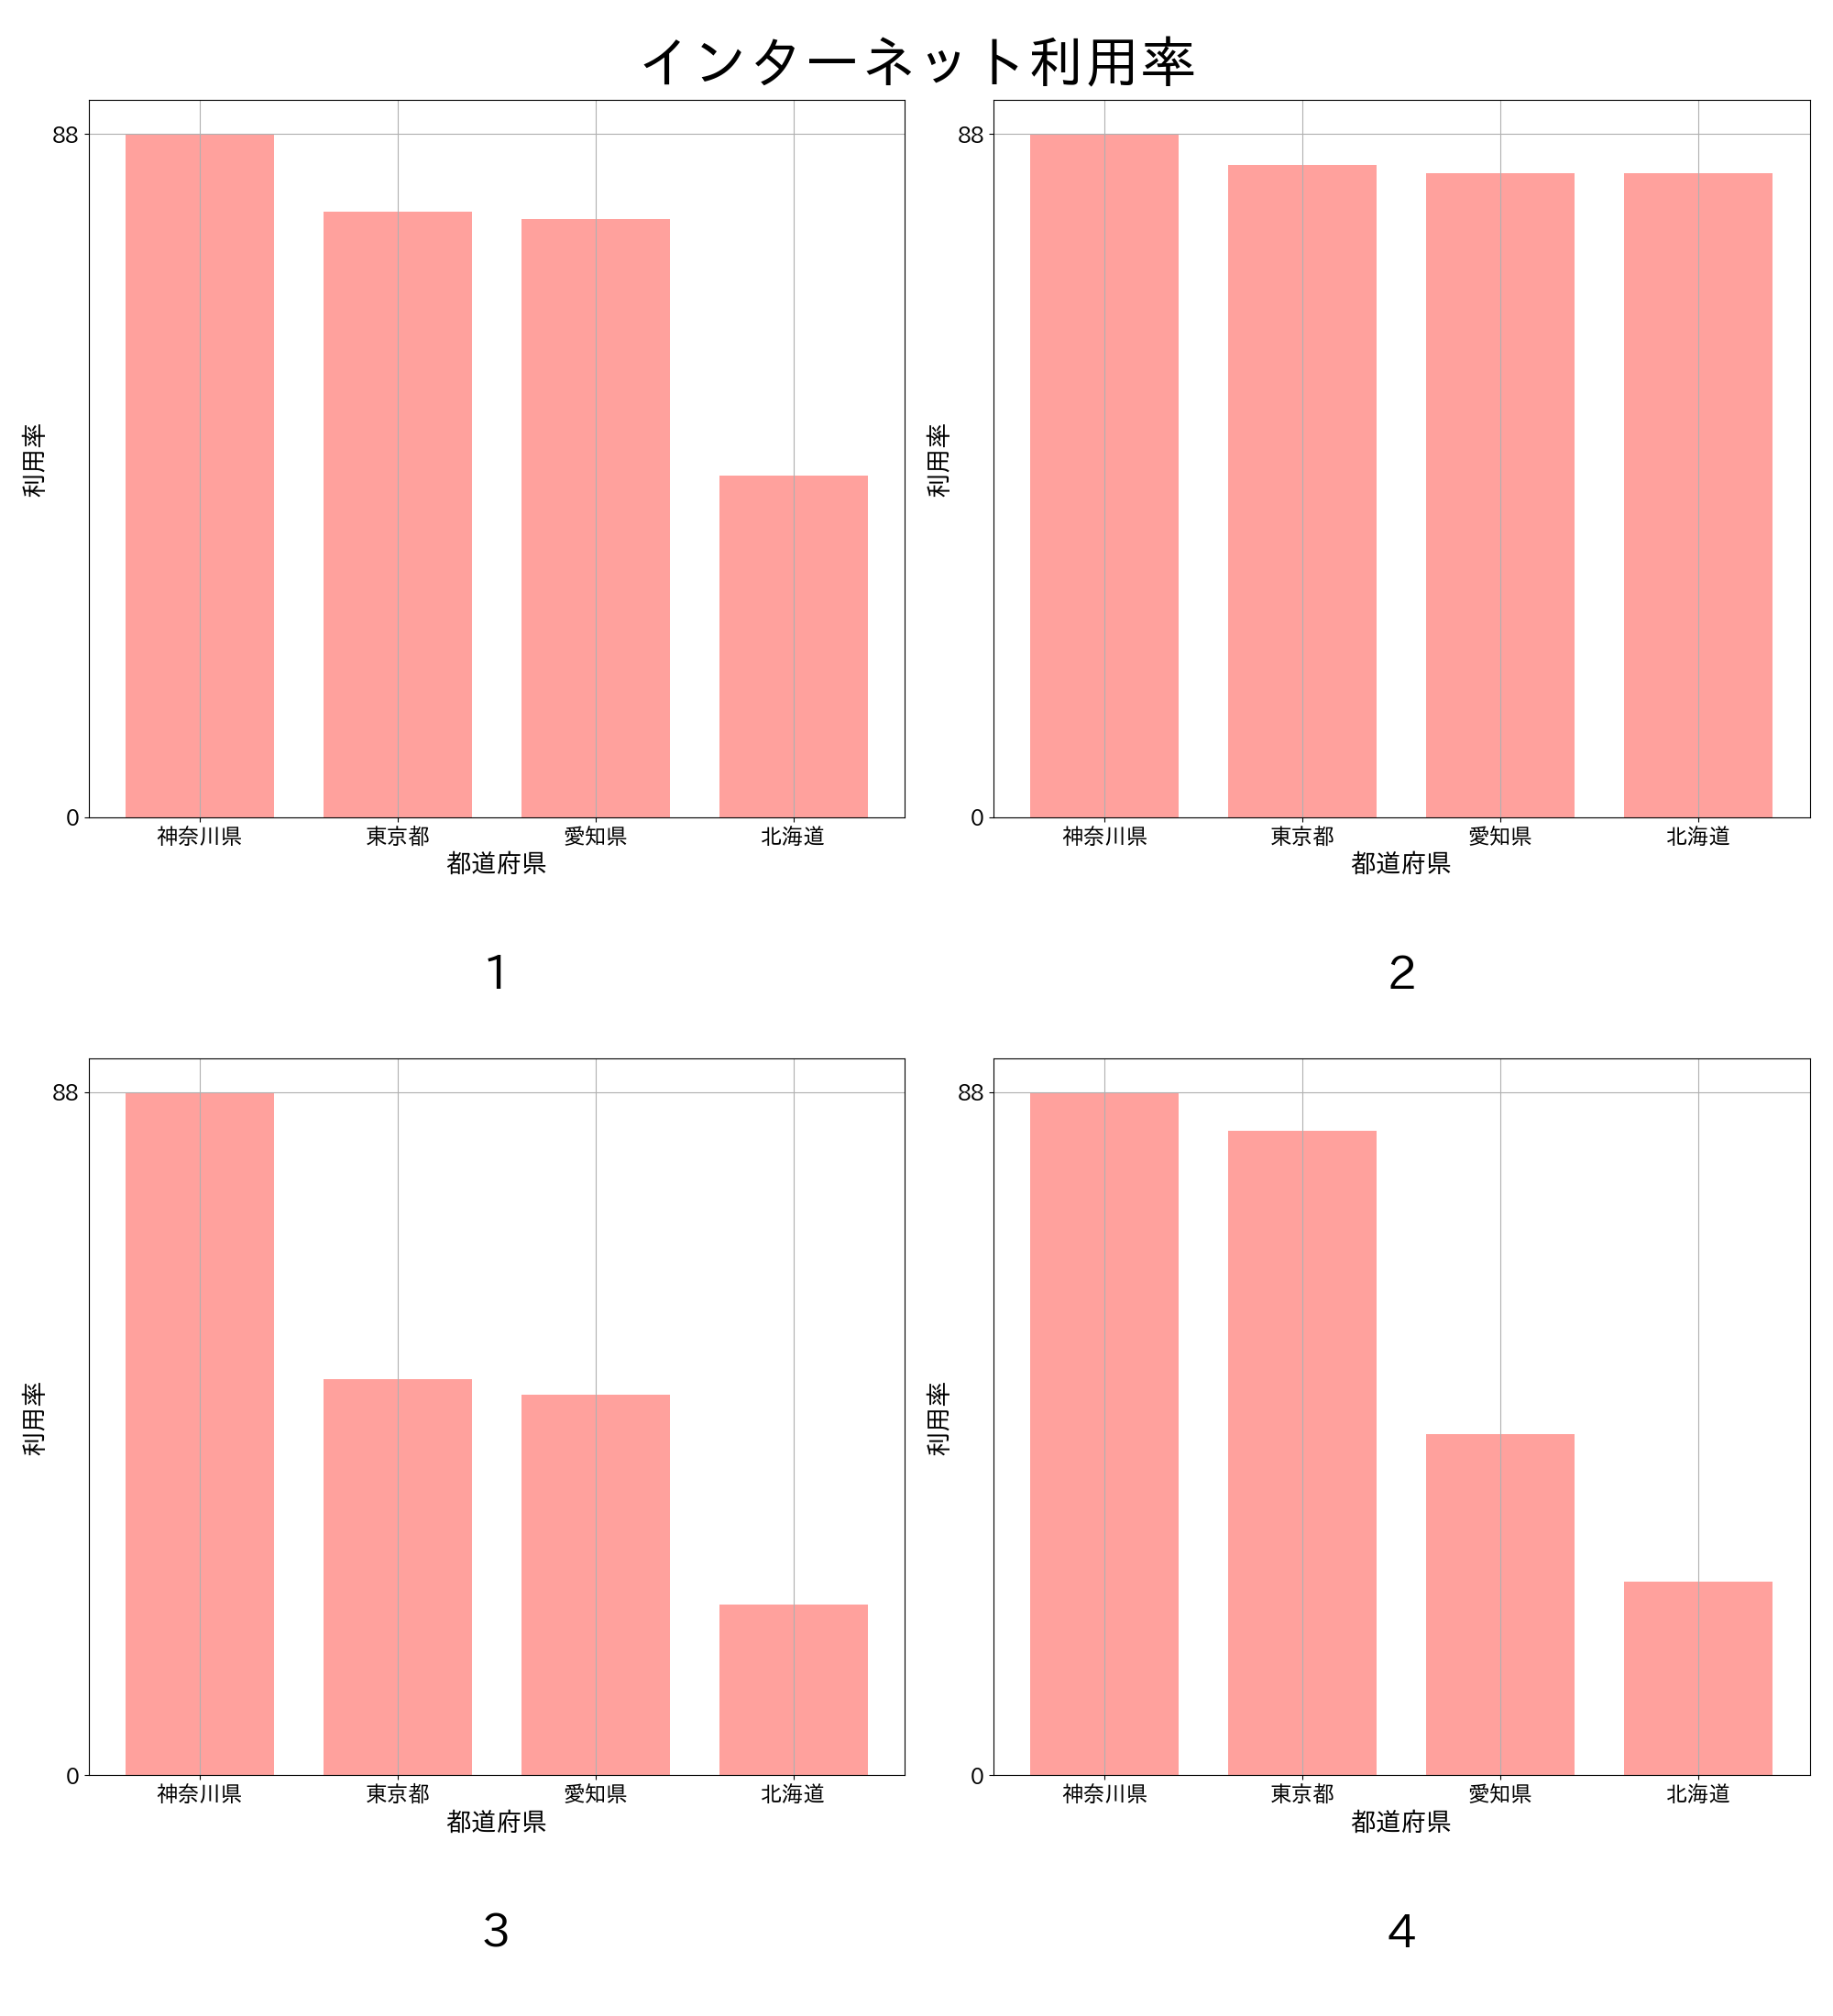 インターネット利用率
88
0
利用率
神奈川県 東京都 愛知県 北海道
都道府県
1
88
0
利用率
神奈川県 東京都 愛知県 北海道
都道府県
2
88
0
利用率
神奈川県 東京都 愛知県 北海道
都道府県
3
88
0
利用率
神奈川県 東京都 愛知県 北海道
都道府県
4